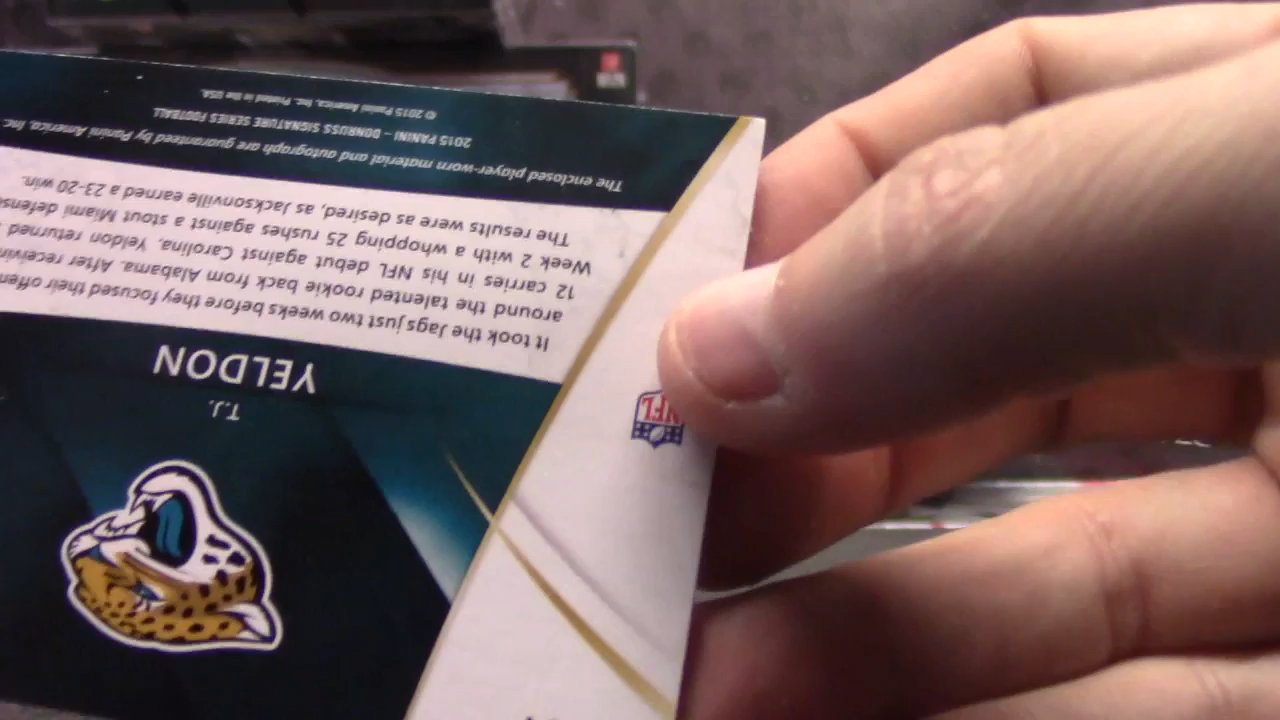 T.J.
YELDON
It took the Jags just two weeks before they focused their offen
around the talented rookie back from Alabama. After receivin
12 carries in his NFL debut against Carolina, Yeldon returned
Week 2 with a whopping 25 rushes against a stout Miami defense
The results were as desired, as Jacksonville earned a 23-20 win.
The enclosed player-worn material and autograph are guaranteed by Panini America, Inc.
2015 PANINI – DONRUSS SIGNATURE SERIES FOOTBALL
© 2015 Panini America, Inc. Printed in the USA.
NFL